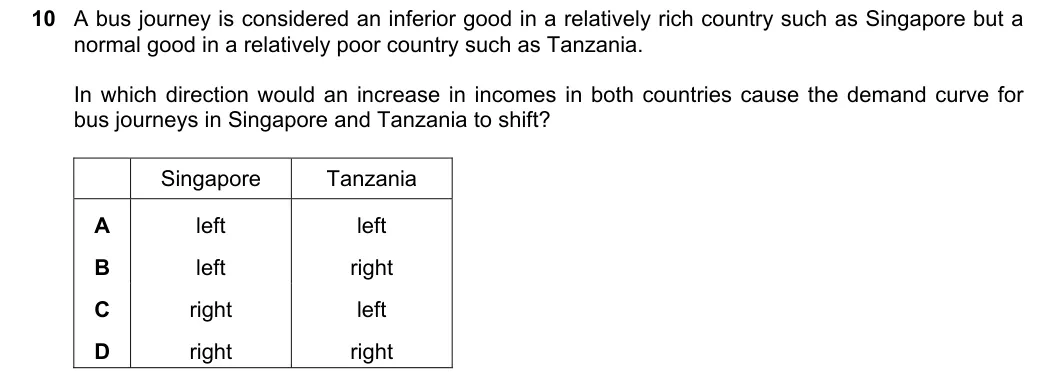 10 A bus journey is considered an inferior good in a relatively rich country such as Singapore but a
normal good in a relatively poor country such as Tanzania.
In which direction would an increase in incomes in both countries cause the demand curve for
bus journeys in Singapore and Tanzania to shift?
Singapore Tanzania
A left left
B left right
C right left
D right right